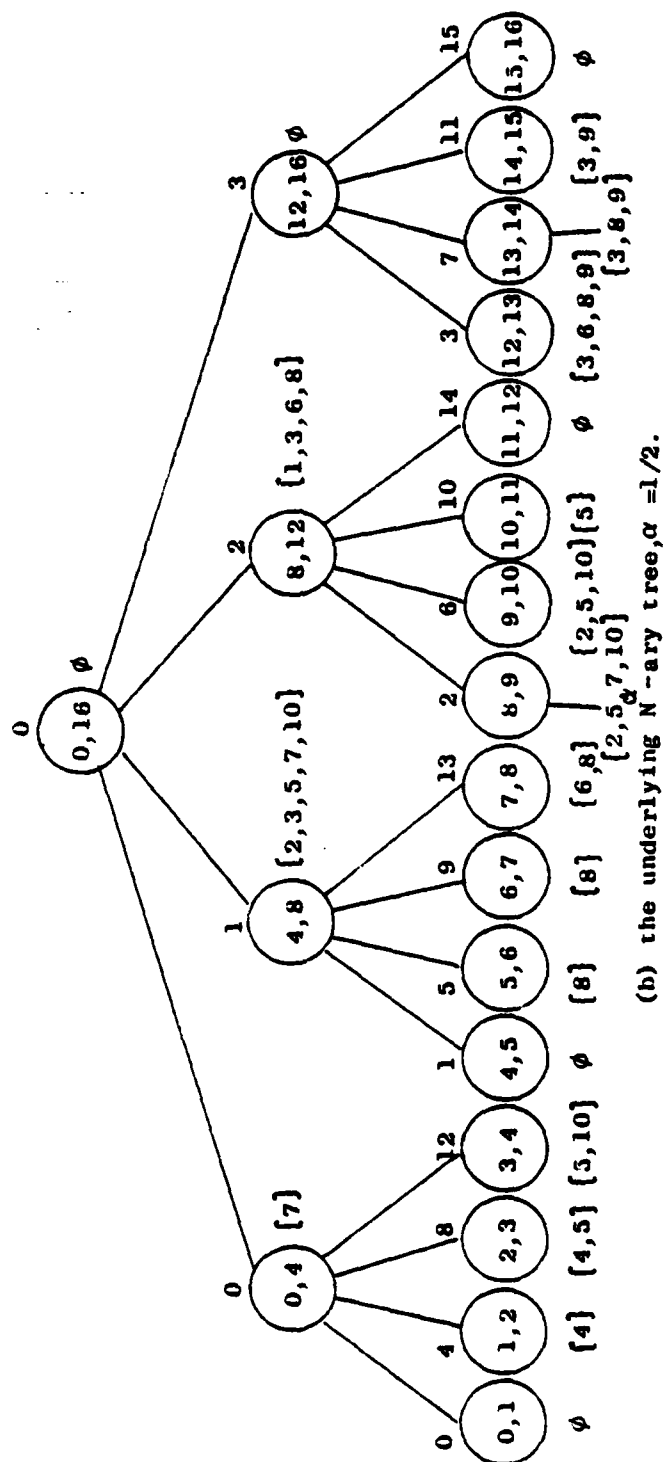 0
0,16 ∅
0
0,4 {7}
1
4,8 {2,3,5,7,10}
2
8,12 {1,3,6,8}
3
12,16 ∅
0 4 8 12 1 5 9 13 2 6 10 14 3 7 11 15
0,1 1,2 2,3 3,4 4,5 5,6 6,7 7,8 8,9 9,10 10,11 11,12 12,13 13,14 14,15 15,16
∅ {4} {4,5} {5,10} ∅ {8} {8} {6,8} {2,5,10} {5} ∅ {3,6,8,9} {3,9} ∅
{2,5α7,10} {3,8,9}
(b) the underlying N-ary tree,α =1/2.